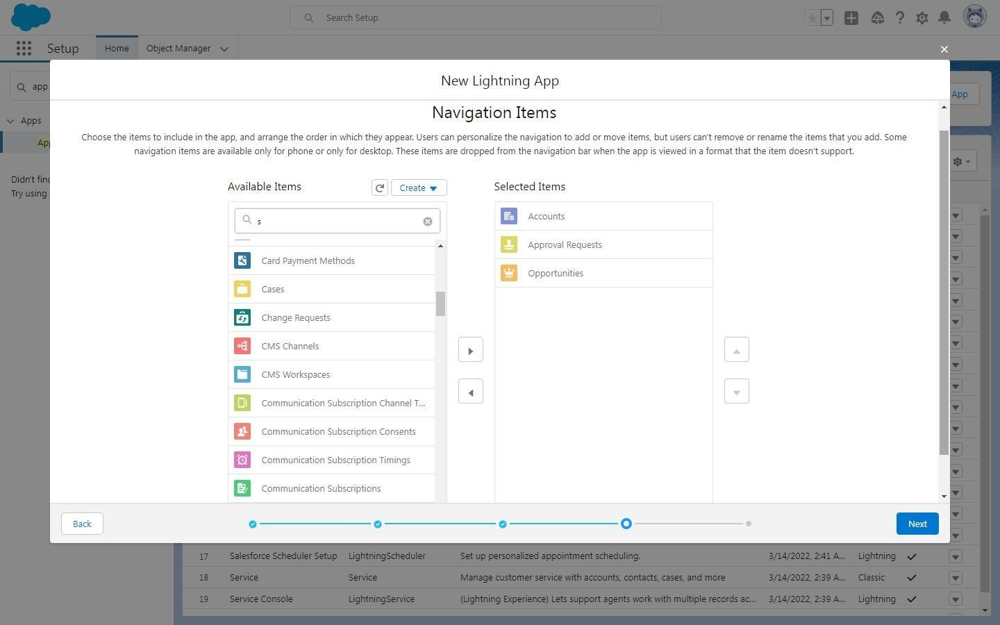 Search Setup
Setup
Home
Object Manager
New Lightning App
app
App
Navigation Items
Apps
Choose the items to include in the app, and arrange the order in which they appear. Users can personalize the navigation to add or move items, but users can't remove or rename the items that you add. Some
navigation items are available only for phone or only for desktop. These items are dropped from the navigation bar when the app is viewed in a format that the item doesn't support.
Didn't find
Try using
Available Items
Create
Selected Items
s
Accounts
Approval Requests
Opportunities
Card Payment Methods
Cases
Change Requests
CMS Channels
CMS Workspaces
Communication Subscription Channel T...
Communication Subscription Consents
Communication Subscription Timings
Communication Subscriptions
Back
Next
17 Salesforce Scheduler Setup LightningScheduler Set up personalized appointment scheduling. 3/14/2022, 2:41 A... Lightning
18 Service Service Manage customer service with accounts, contacts, cases, and more 3/14/2022, 2:39 A... Classic
19 Service Console LightningService (Lightning Experience) Lets support agents work with multiple records ac... 3/14/2022, 2:39 A... Lightning